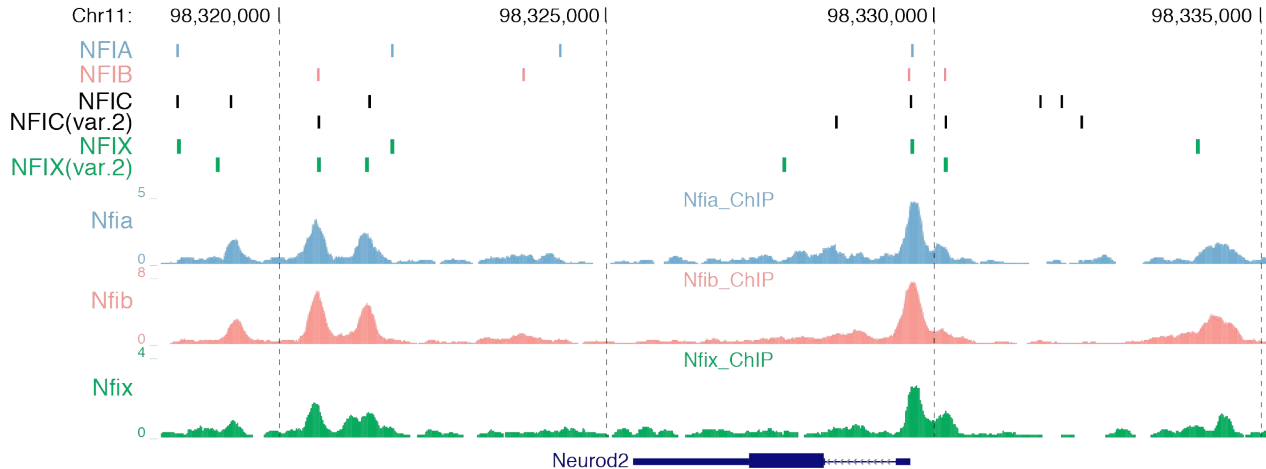 Chr11: 98,320,000 98,325,000 98,330,000 98,335,000
NFIA
NFIB
NFIC
NFIC(var.2)
NFIX
NFIX(var.2)
5
Nfia_ChIP
Nfia
0
8
Nfib_ChIP
Nfib
0
4
Nfix_ChIP
Nfix
0
Neurod2